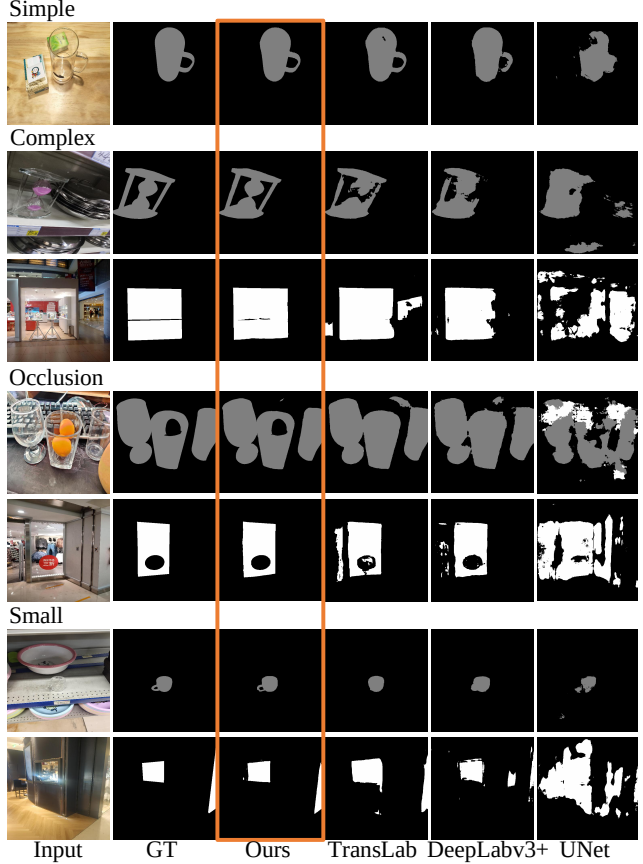 Simple
Complex
Occlusion
Small
Input GT Ours TransLab DeepLabv3+ UNet